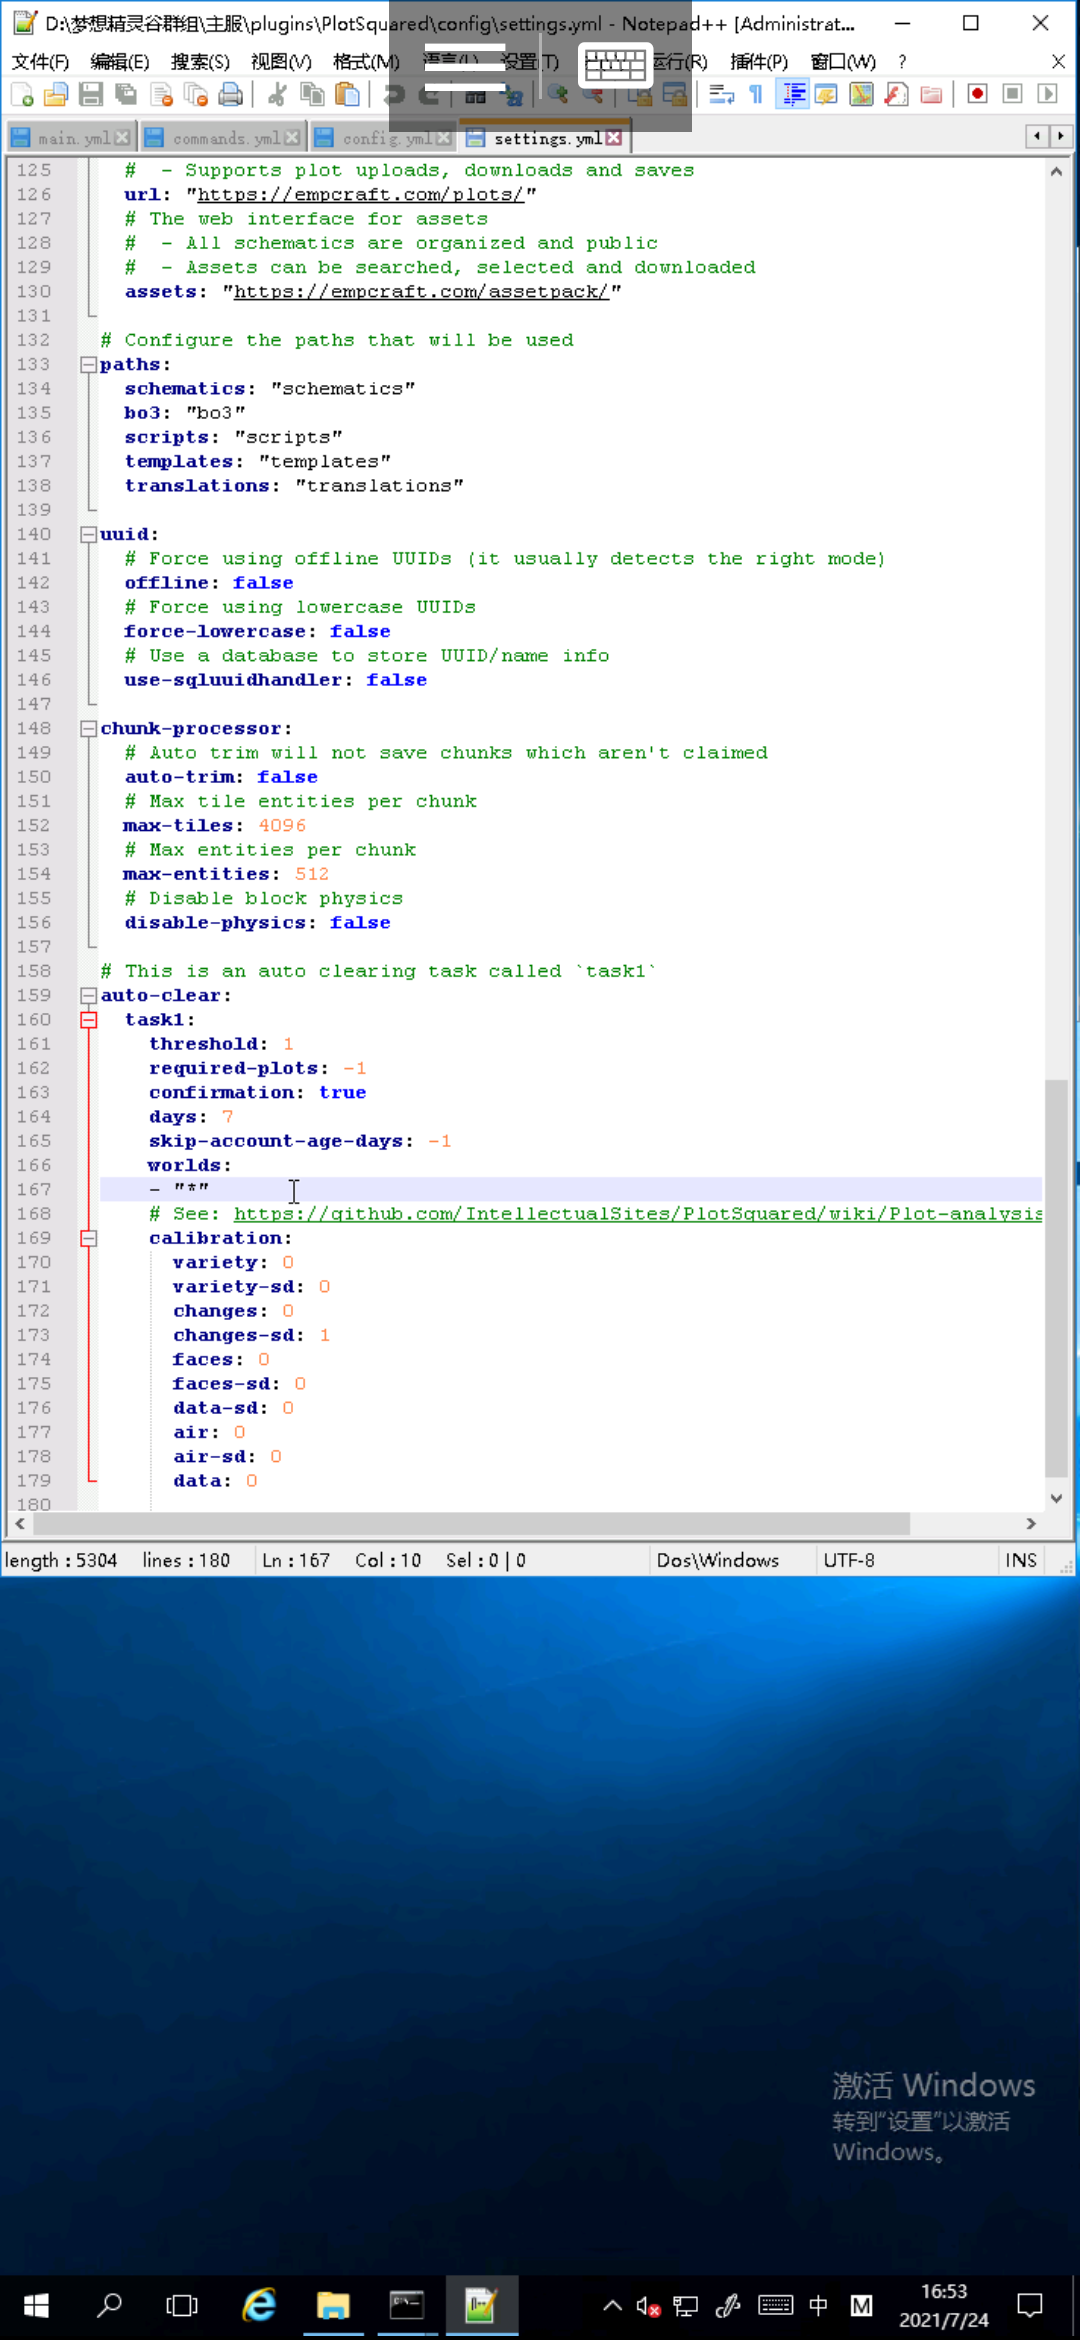 D:\梦想精灵谷群组\主服\plugins\PlotSquared\config\settings.yml - Notepad++ [Administrat...
文件(F) 编辑(E) 搜索(S) 视图(V) 格式(M) 语言(L) 设置(T) 运行(R) 插件(P) 窗口(W) ?
main.yml commands.yml config.yml settings.yml
125 # - Supports plot uploads, downloads and saves
126 url: "https://empcraft.com/plots/"
127 # The web interface for assets
128 # - All schematics are organized and public
129 # - Assets can be searched, selected and downloaded
130 assets: "https://empcraft.com/assetpack/"
131
132 # Configure the paths that will be used
133 paths:
134 schematics: "schematics"
135 bo3: "bo3"
136 scripts: "scripts"
137 templates: "templates"
138 translations: "translations"
139
140 uuid:
141 # Force using offline UUIDs (it usually detects the right mode)
142 offline: false
143 # Force using lowercase UUIDs
144 force-lowercase: false
145 # Use a database to store UUID/name info
146 use-sqluuidhandler: false
147
148 chunk-processor:
149 # Auto trim will not save chunks which aren't claimed
150 auto-trim: false
151 # Max tile entities per chunk
152 max-tiles: 4096
153 # Max entities per chunk
154 max-entities: 512
155 # Disable block physics
156 disable-physics: false
157
158 # This is an auto clearing task called `task1`
159 auto-clear:
160 task1:
161 threshold: 1
162 required-plots: -1
163 confirmation: true
164 days: 7
165 skip-account-age-days: -1
166 worlds:
167 - "*"
168 # See: https://github.com/IntellectualSites/PlotSquared/wiki/Plot-analysis
169 calibration:
170 variety: 0
171 variety-sd: 0
172 changes: 0
173 changes-sd: 1
174 faces: 0
175 faces-sd: 0
176 data-sd: 0
177 air: 0
178 air-sd: 0
179 data: 0
180
length : 5304 lines : 180 Ln : 167 Col : 10 Sel : 0 | 0 Dos\Windows UTF-8 INS
激活 Windows
转到"设置"以激活
Windows。
中 M 16:53
2021/7/24